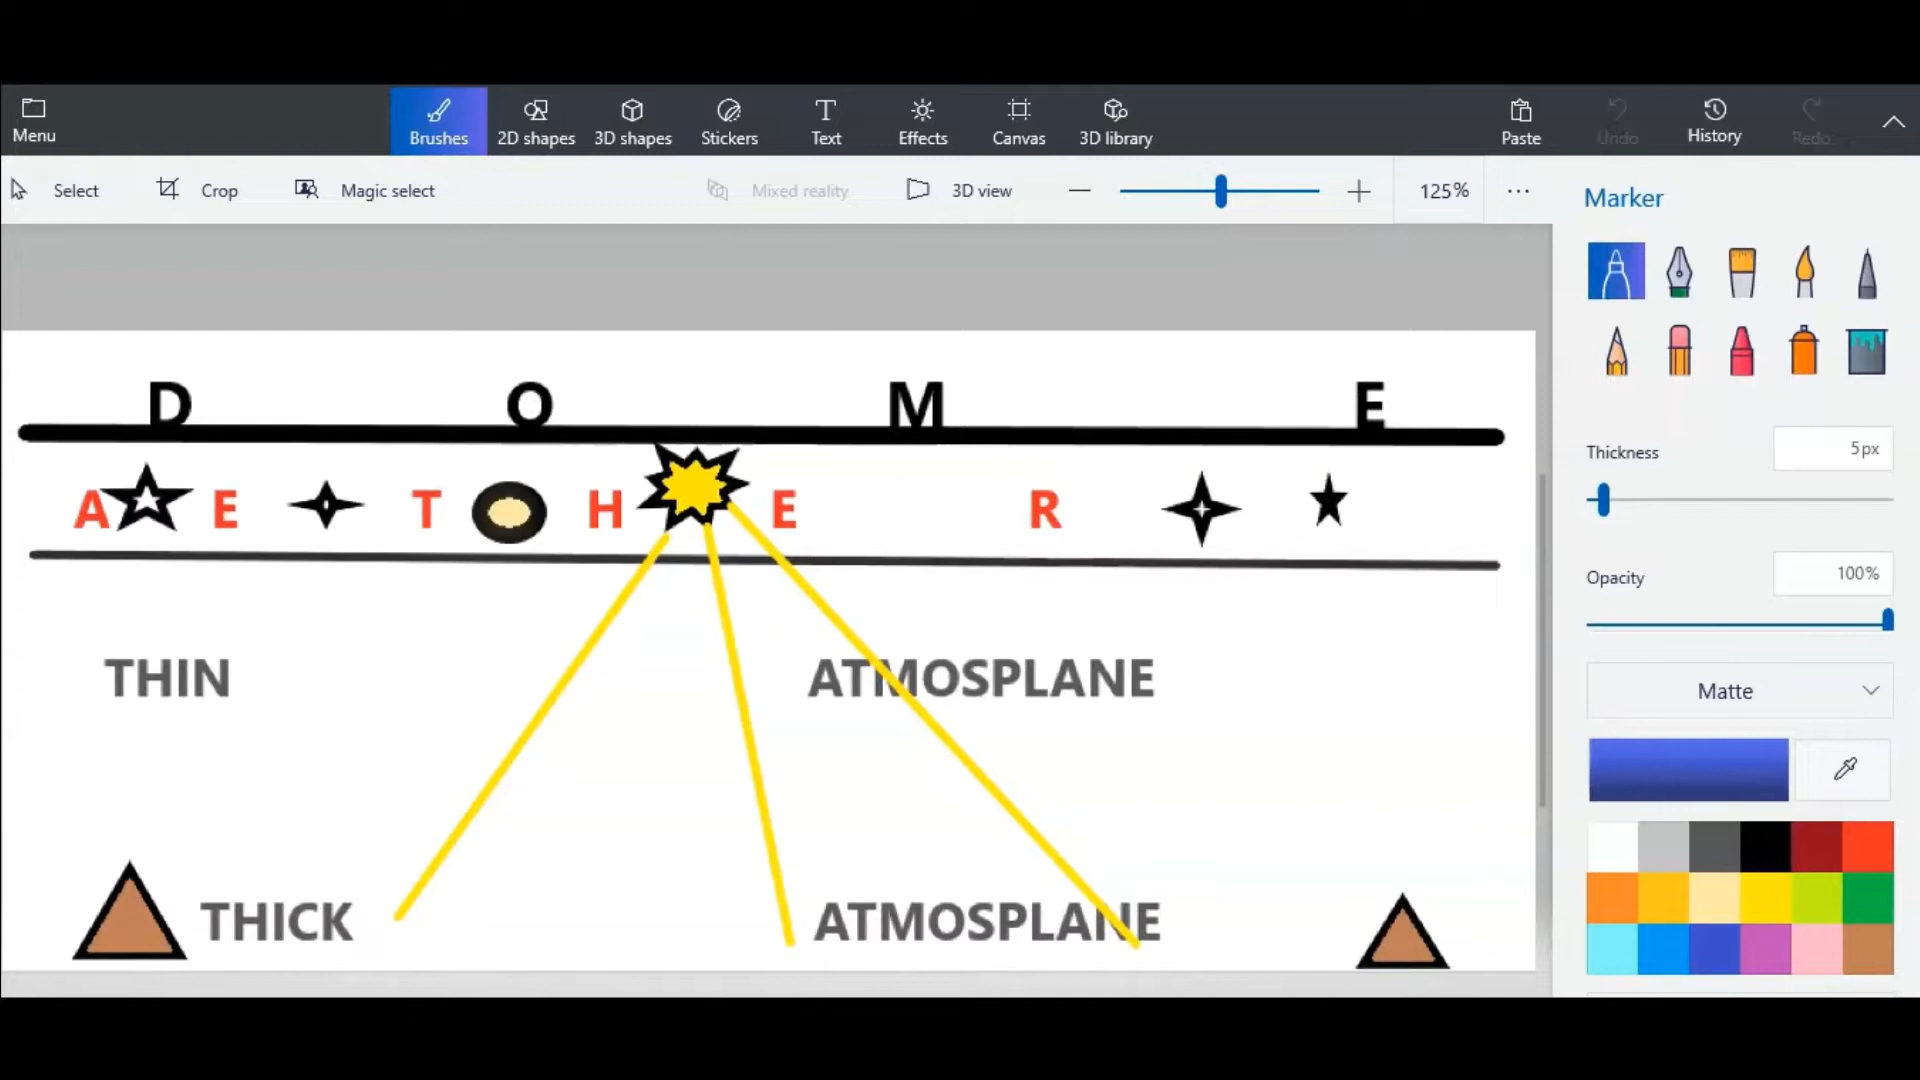 Menu
Brushes 2D shapes 3D shapes Stickers Text Effects Canvas 3D library Paste Undo History Redo
Select Crop Magic select Mixed reality 3D view 125%
Marker
D O M E
Thickness 5px
A E T H E R
Opacity 100%
THIN ATMOSPLANE
Matte
THICK ATMOSPLANE